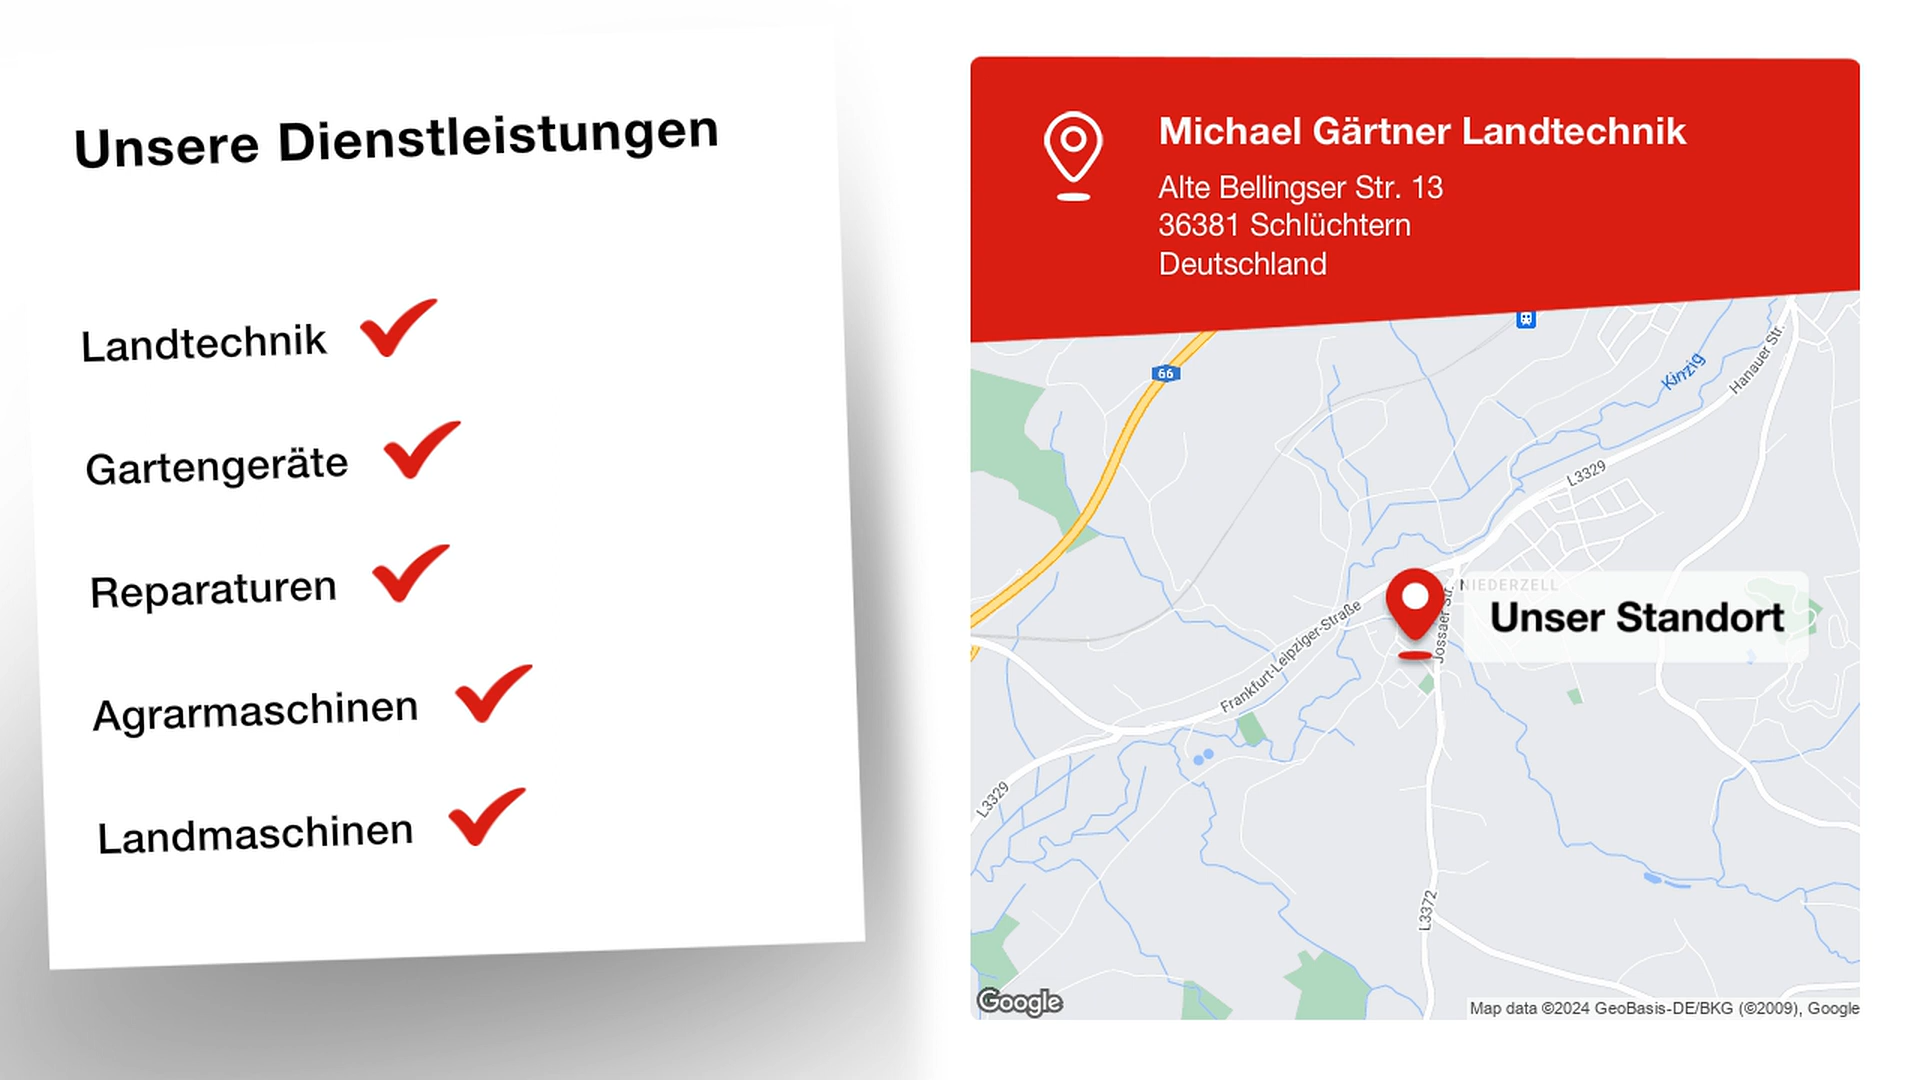 Unsere Dienstleistungen
Landtechnik
Gartengeräte
Reparaturen
Agrarmaschinen
Landmaschinen
Michael Gärtner Landtechnik
Alte Bellingser Str. 13
36381 Schlüchtern
Deutschland
66
Kinzig
Hanauer Str.
L3329
NIEDERZELL
Unser Standort
Jossaer Str.
Frankfurt-Leipziger-Straße
L3329
L3372
Google
Map data ©2024 GeoBasis-DE/BKG (©2009), Google